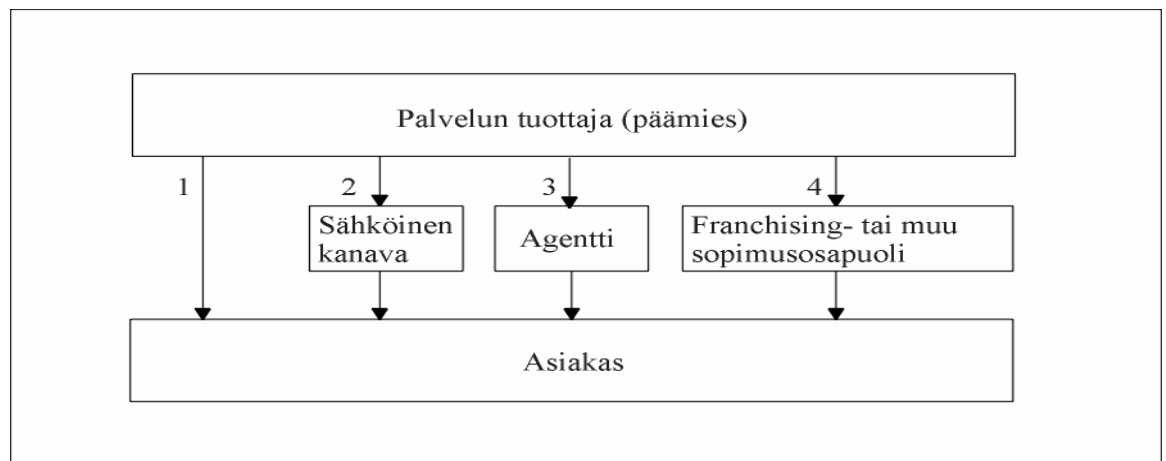 Palvelun tuottaja (päämies)
1
2
3
4
Sähköinen
kanava
Agentti
Franchising- tai muu
sopimusosapuoli
Asiakas